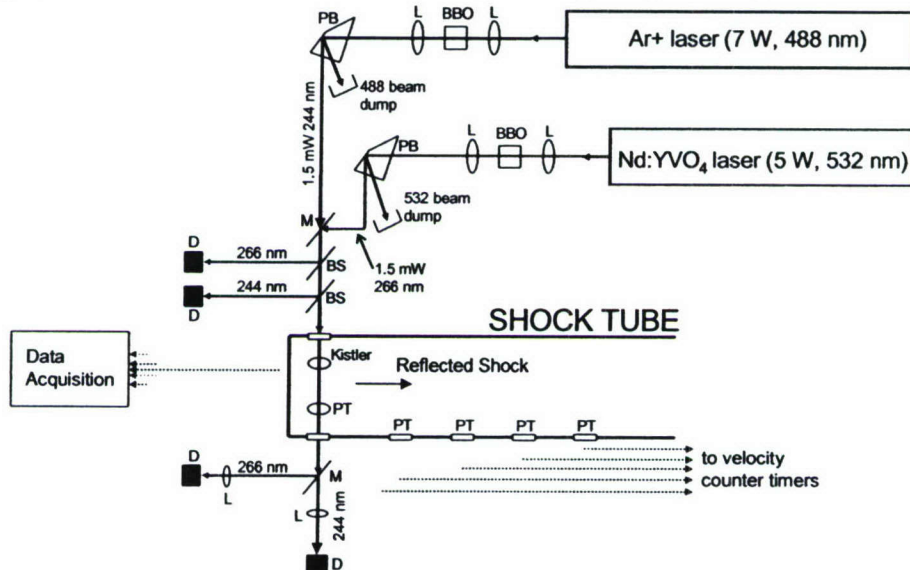 L
BBO
L
PB
Ar+ laser (7 W, 488 nm)
488 beam
dump
1.5 mW 244 nm
L
BBO
L
PB
Nd:YVO4 laser (5 W, 532 nm)
532 beam
dump
M
D
266 nm
BS
1.5 mW
266 nm
244 nm
BS
D
SHOCK TUBE
Data
Acquisition
Kistler
Reflected Shock
PT
PT
PT
PT
PT
to velocity
counter timers
D
266 nm
L
M
L
244 nm
D